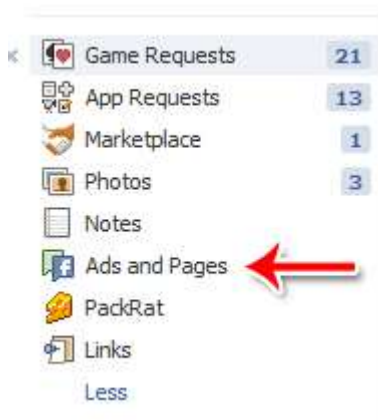 Game Requests 21
App Requests 13
Marketplace 1
Photos 3
Notes
Ads and Pages
PackRat
Links
Less